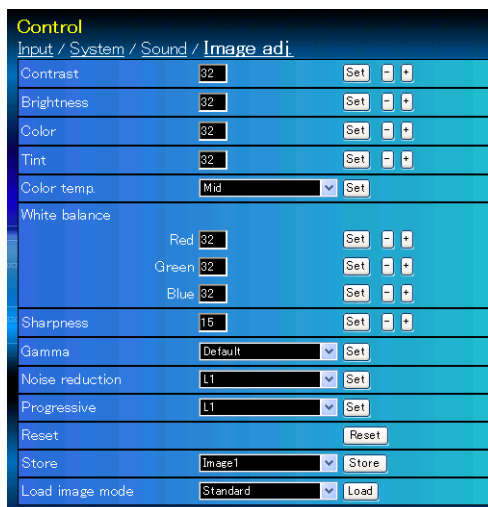 Control
Input / System / Sound / Image adj.
Contrast 32 Set - +
Brightness 32 Set - +
Color 32 Set - +
Tint 32 Set - +
Color temp. Mid Set
White balance
Red 32 Set - +
Green 32 Set - +
Blue 32 Set - +
Sharpness 15 Set - +
Gamma Default Set
Noise reduction L1 Set
Progressive L1 Set
Reset Reset
Store Image1 Store
Load image mode Standard Load